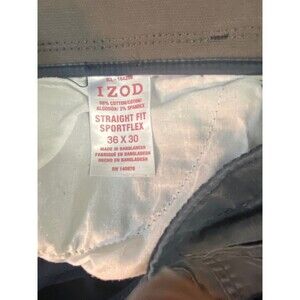 IZOD
98% COTTON/COTTON/
ALGODON, 2% SPANDEX
STRAIGHT FIT
SPORTFLEX
36 X 30
MADE IN BANGLADESH
FABRIQUE EN BANGLADESH
HECHO EN BANGLADESH